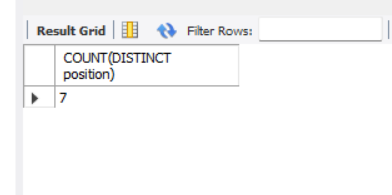 Result Grid Filter Rows:
COUNT(DISTINCT
position)
7